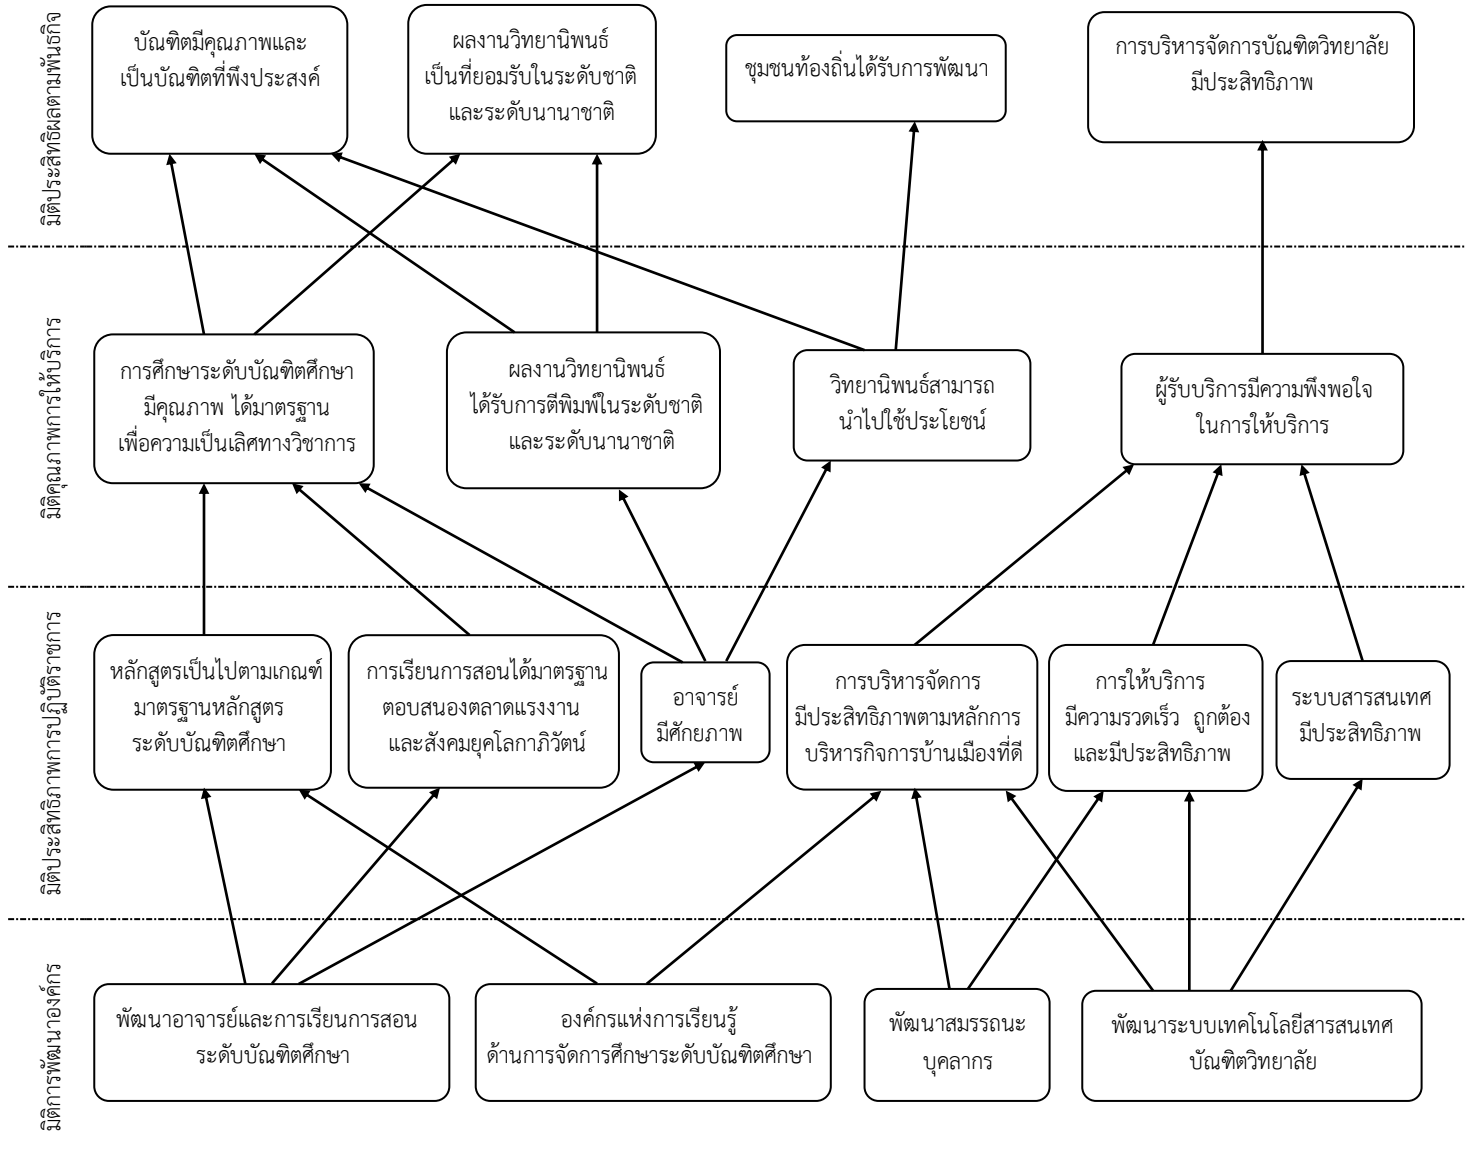 มิติประสิทธิผลตามพันธกิจ
บัณฑิตมีคุณภาพและ
เป็นบัณฑิตที่พึงประสงค์
ผลงานวิทยานิพนธ์
เป็นที่ยอมรับในระดับชาติ
และระดับนานาชาติ
ชุมชนท้องถิ่นได้รับการพัฒนา
การบริหารจัดการบัณฑิตวิทยาลัย
มีประสิทธิภาพ
มิติคุณภาพการให้บริการ
การศึกษาระดับบัณฑิตศึกษา
มีคุณภาพ ได้มาตรฐาน
เพื่อความเป็นเลิศทางวิชาการ
ผลงานวิทยานิพนธ์
ได้รับการตีพิมพ์ในระดับชาติ
และระดับนานาชาติ
วิทยานิพนธ์สามารถ
นำไปใช้ประโยชน์
ผู้รับบริการมีความพึงพอใจ
ในการให้บริการ
มิติประสิทธิภาพการปฏิบัติราชการ
หลักสูตรเป็นไปตามเกณฑ์
มาตรฐานหลักสูตร
ระดับบัณฑิตศึกษา
การเรียนการสอนได้มาตรฐาน
ตอบสนองตลาดแรงงาน
และสังคมยุคโลกาภิวัตน์
อาจารย์
มีศักยภาพ
การบริหารจัดการ
มีประสิทธิภาพตามหลักการ
บริหารกิจการบ้านเมืองที่ดี
การให้บริการ
มีความรวดเร็ว ถูกต้อง
และมีประสิทธิภาพ
ระบบสารสนเทศ
มีประสิทธิภาพ
มิติการพัฒนาองค์กร
พัฒนาอาจารย์และการเรียนการสอน
ระดับบัณฑิตศึกษา
องค์กรแห่งการเรียนรู้
ด้านการจัดการศึกษาระดับบัณฑิตศึกษา
พัฒนาสมรรถนะ
บุคลากร
พัฒนาระบบเทคโนโลยีสารสนเทศ
บัณฑิตวิทยาลัย